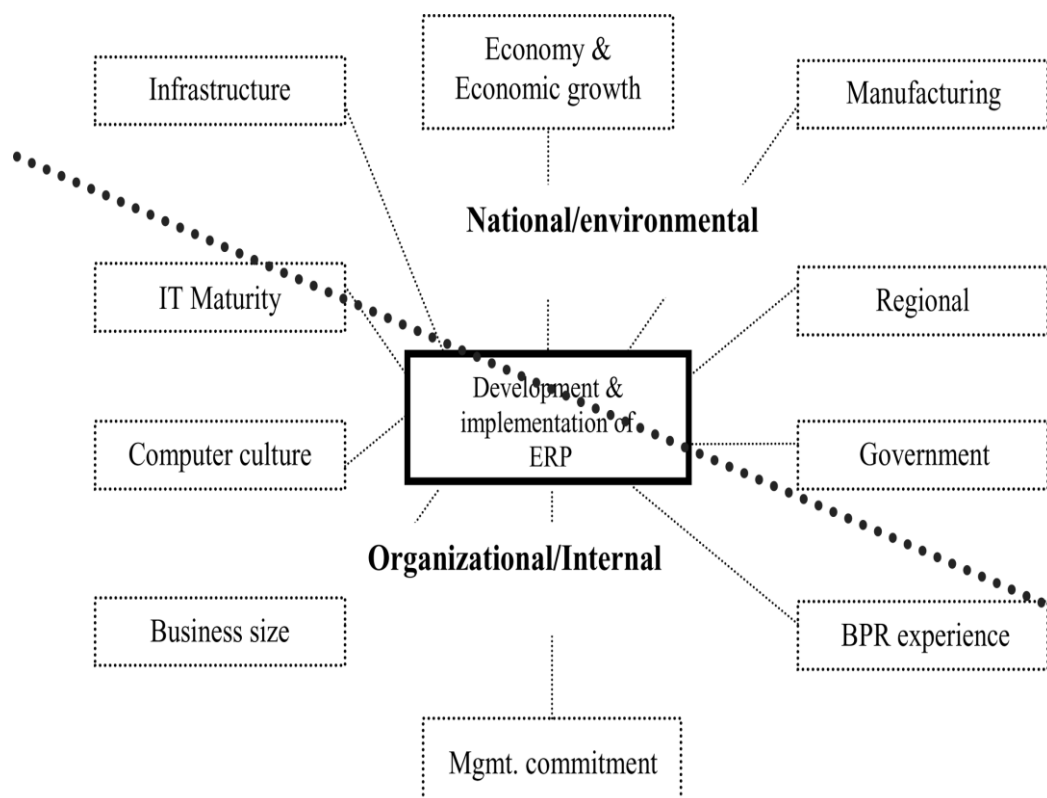 Economy &
Economic growth
Infrastructure
Manufacturing
National/environmental
IT Maturity
Regional
Development &
implementation of
ERP
Computer culture
Government
Organizational/Internal
Business size
BPR experience
Mgmt. commitment